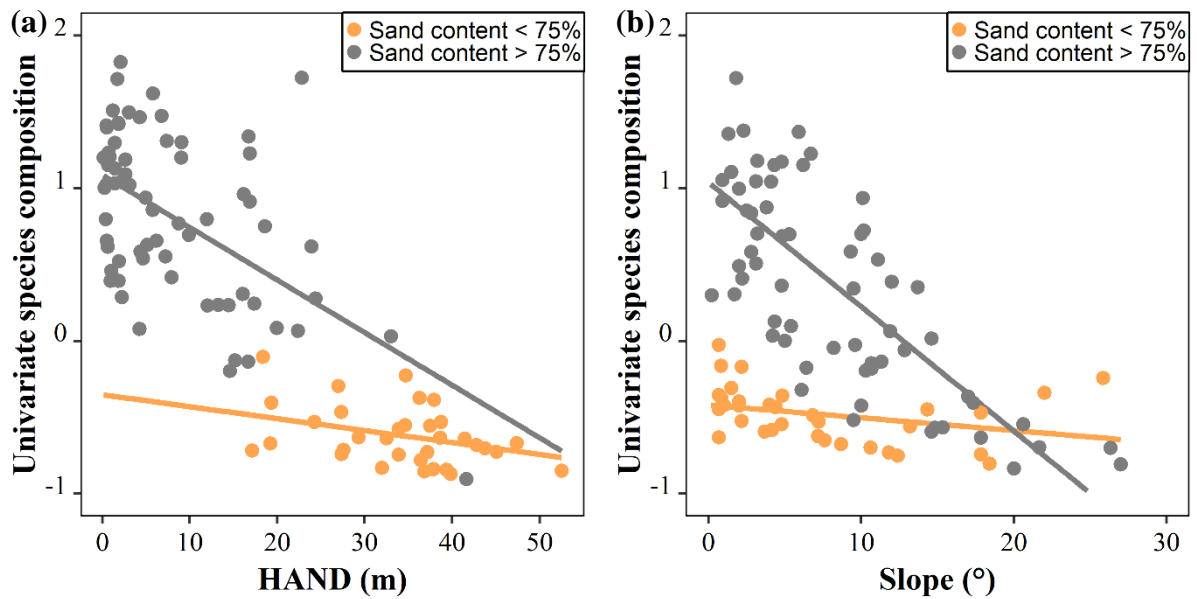 (a)
Univariate species composition
2
1
0
-1
Sand content < 75%
Sand content > 75%
0 10 20 30 40 50
HAND (m)
(b)
Univariate species composition
2
1
0
-1
Sand content < 75%
Sand content > 75%
0 10 20 30
Slope (°)